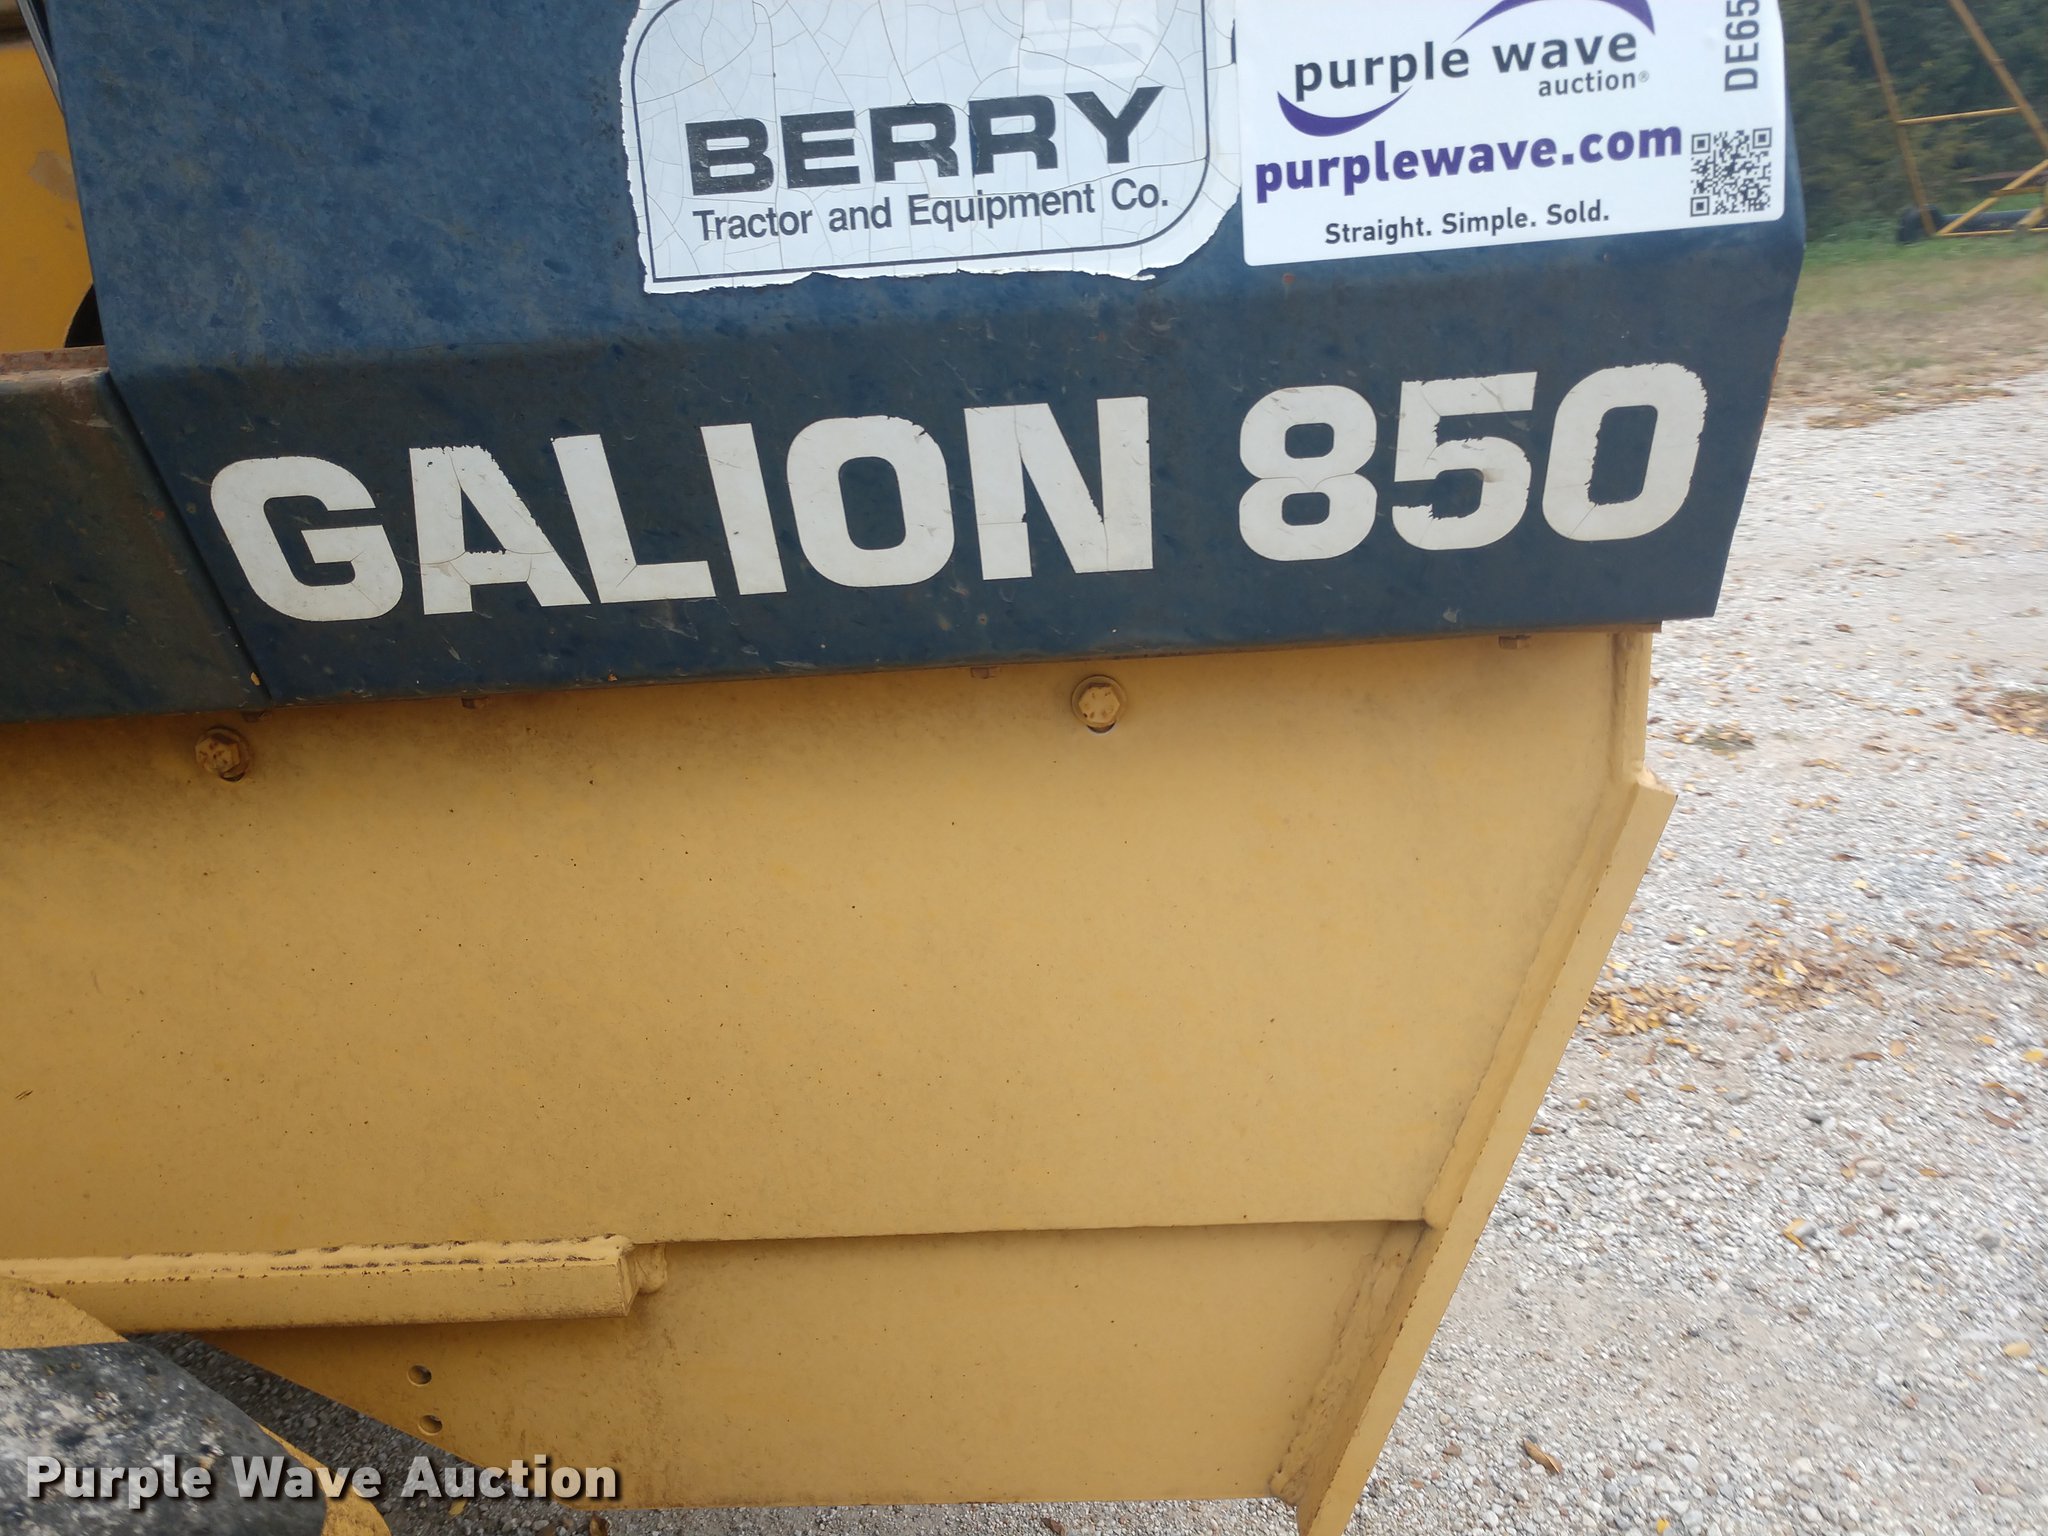 BERRY
Tractor and Equipment Co.
purple wave
auction®
purplewave.com
Straight. Simple. Sold.
DE65
GALION 850
Purple Wave Auction